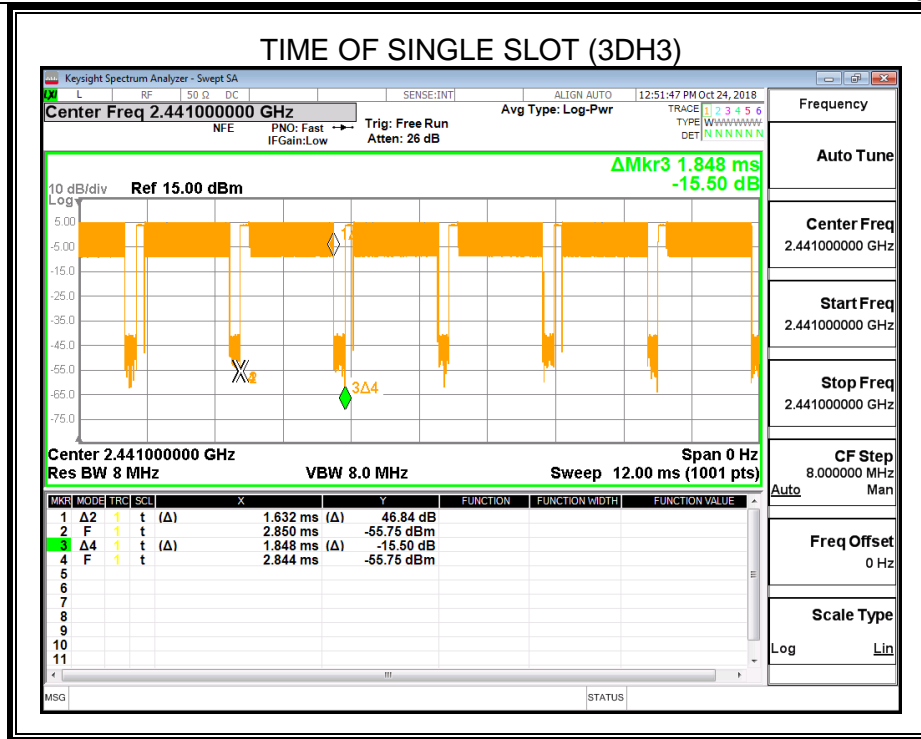 TIME OF SINGLE SLOT (3DH3)
Keysight Spectrum Analyzer - Swept SA
LXI L RF 50 Ω DC SENSE:INT ALIGN AUTO 12:51:47 PM Oct 24, 2018
Center Freq 2.441000000 GHz
NFE PNO: Fast IFGain:Low
Trig: Free Run
Atten: 26 dB
Avg Type: Log-Pwr
TRACE 1 2 3 4 5 6
TYPE WWWWWW
DET N N N N N N
ΔMkr3 1.848 ms
-15.50 dB
10 dB/div Ref 15.00 dBm
Log
5.00
-5.00
-15.0
-25.0
-35.0
-45.0
-55.0
-65.0
-75.0
3Δ4
Center 2.441000000 GHz Span 0 Hz
Res BW 8 MHz VBW 8.0 MHz Sweep 12.00 ms (1001 pts)
MKR MODE TRC SCL X Y FUNCTION FUNCTION WIDTH FUNCTION VALUE
1 Δ2 1 t (Δ) 1.632 ms (Δ) 46.84 dB
2 F 1 t 2.850 ms -55.75 dBm
3 Δ4 1 t (Δ) 1.848 ms (Δ) -15.50 dB
4 F 1 t 2.844 ms -55.75 dBm
5
6
7
8
9
10
11
MSG STATUS
Frequency
Auto Tune
Center Freq
2.441000000 GHz
Start Freq
2.441000000 GHz
Stop Freq
2.441000000 GHz
CF Step
8.000000 MHz
Auto Man
Freq Offset
0 Hz
Scale Type
Log Lin